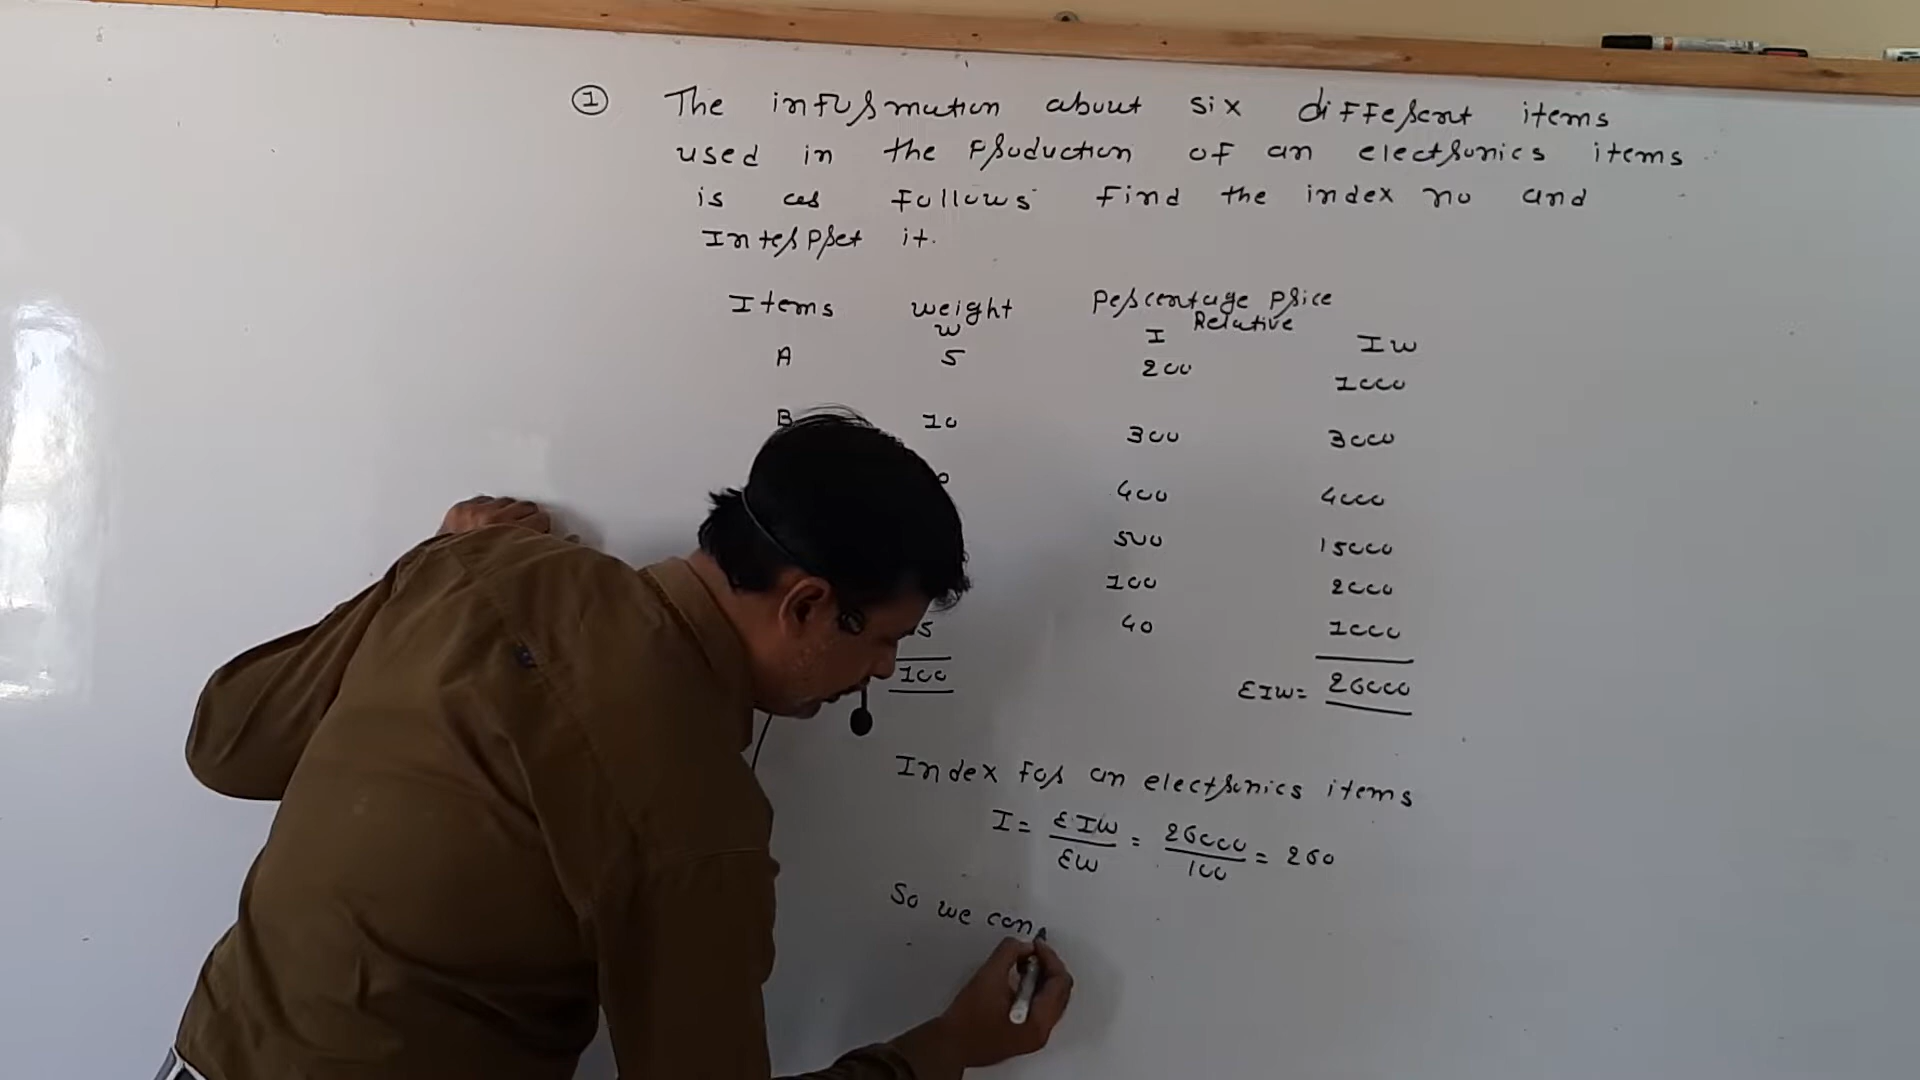 1 The information about six different items
used in the production of an electronics items
is as follows Find the index no and
Interpret it.
Items weight Percentage Price
w I Relative I w
A 5 200 1000
B 10 300 3000
400 4000
500 15000
100 2000
5 40 1000
100 ΣIw= 26000
Index for an electronics items
I = ΣIw/Σw = 26000/100 = 260
So we can